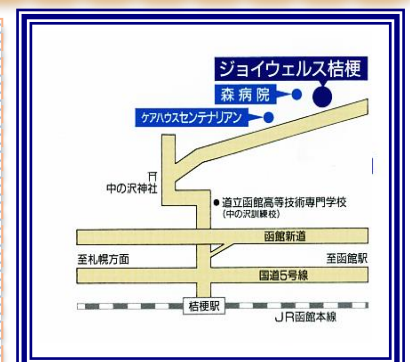 ジョイウェルス桔梗
森病院
ケアハウスセンテナリアン
中の沢神社
●道立函館高等技術専門学校
(中の沢訓練校)
函館新道
至札幌方面
至函館駅
国道5号線
桔梗駅
JR函館本線